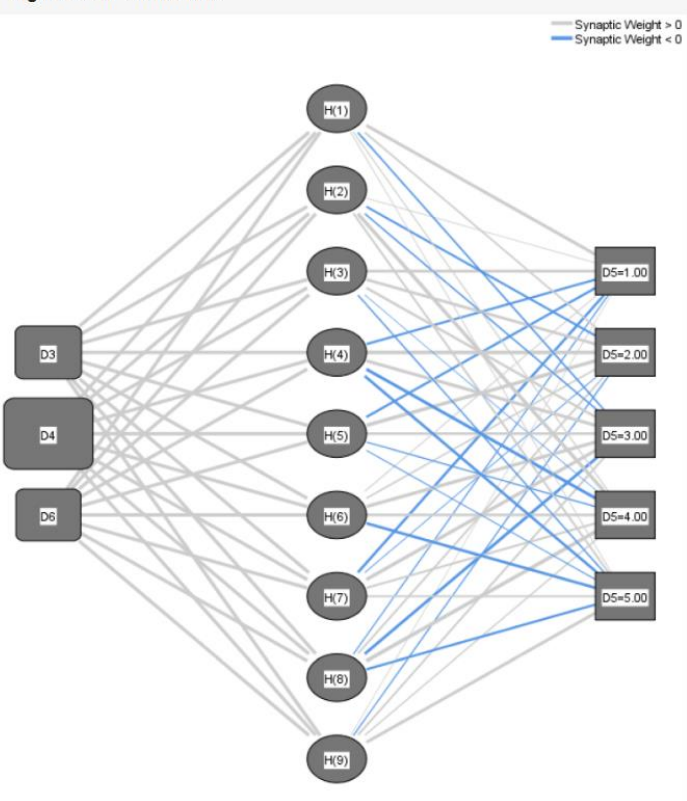 Synaptic Weight > 0
Synaptic Weight < 0
H(1)
H(2)
H(3)
D5=1.00
D3
H(4)
D5=2.00
D4
H(5)
D5=3.00
D6
H(6)
D5=4.00
H(7)
D5=5.00
H(8)
H(9)